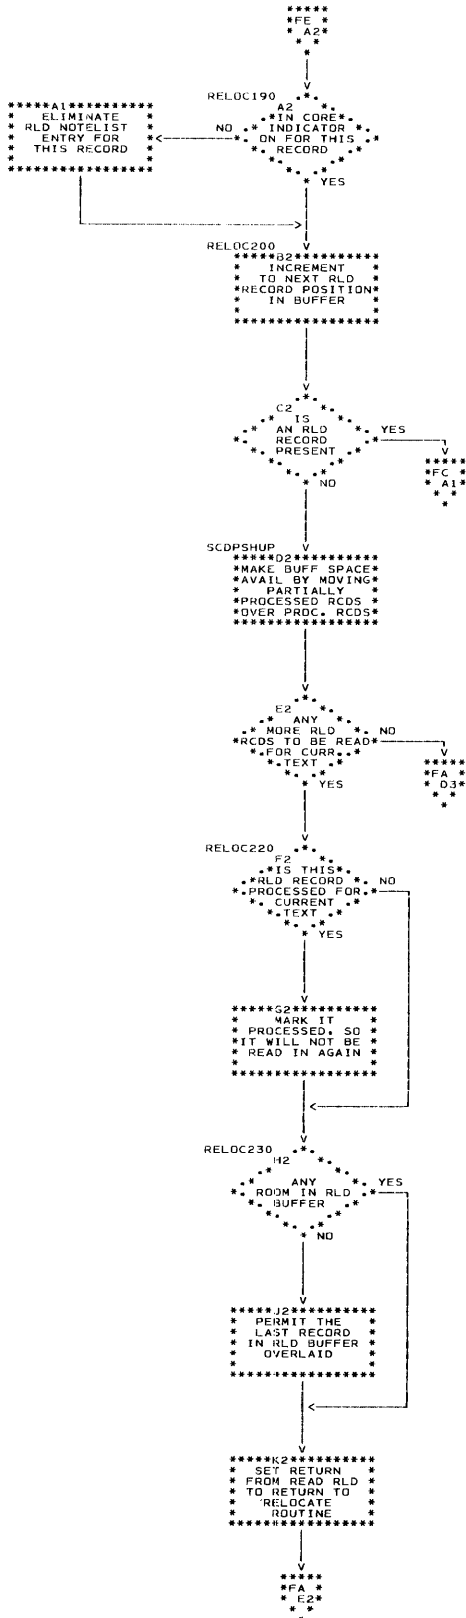 FE
A2
RELOC190
A2
IN CORE
INDICATOR
ON FOR THIS
RECORD
NO
YES
A1
ELIMINATE
RLD NOTELIST
ENTRY FOR
THIS RECORD
RELOC200
B2
INCREMENT
TO NEXT RLD
RECORD POSITION
IN BUFFER
C2
IS
AN RLD
RECORD
PRESENT
YES
FC
A1
NO
SCDPSHUP
D2
MAKE BUFF SPACE
AVAIL BY MOVING
PARTIALLY
PROCESSED RCDS
OVER PROC. RCDS
E2
ANY
MORE RLD
RCDS TO BE READ
FOR CURR
TEXT
NO
FA
D3
YES
RELOC220
F2
IS THIS
RLD RECORD
PROCESSED FOR
CURRENT
TEXT
NO
YES
G2
MARK IT
PROCESSED. SO
IT WILL NOT BE
READ IN AGAIN
RELOC230
H2
ANY
ROOM IN RLD
BUFFER
YES
NO
J2
PERMIT THE
LAST RECORD
IN RLD BUFFER
OVERLAID
K2
SET RETURN
FROM READ RLD
TO RETURN TO
RELOCATE
ROUTINE
FA
E2